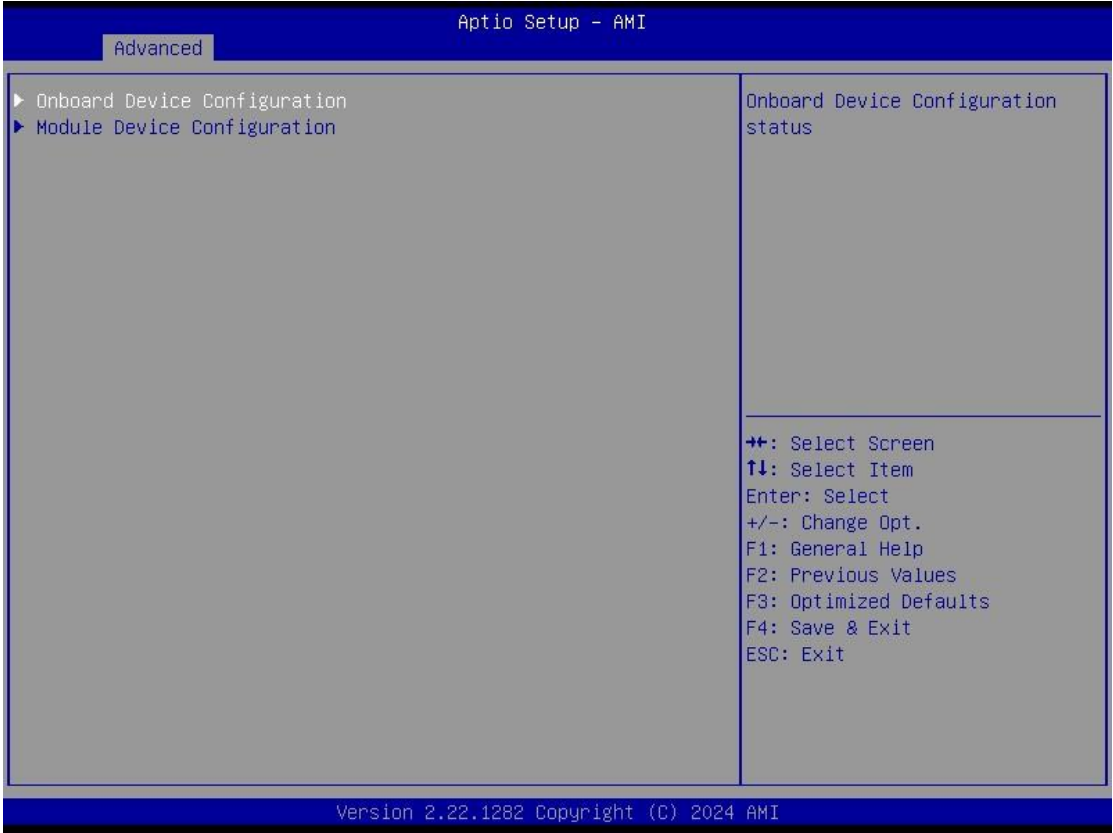 Aptio Setup – AMI
Advanced
▶ Onboard Device Configuration
▶ Module Device Configuration
Onboard Device Configuration
status
→←: Select Screen
↑↓: Select Item
Enter: Select
+/-: Change Opt.
F1: General Help
F2: Previous Values
F3: Optimized Defaults
F4: Save & Exit
ESC: Exit
Version 2.22.1282 Copyright (C) 2024 AMI